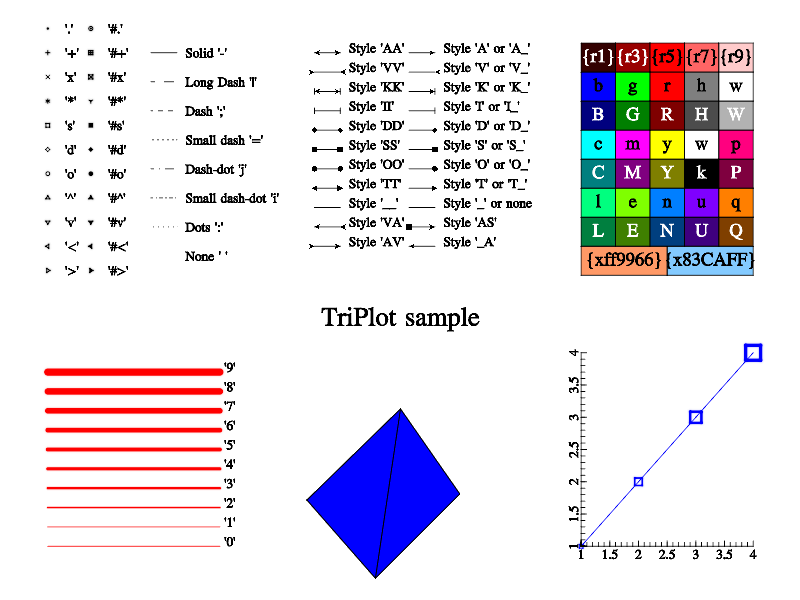 '.' '#.'
'+' '#+'
'x' '#x'
'*' '#*'
's' '#s'
'd' '#d'
'o' '#o'
'^' '#^'
'v' '#v'
'<' '#<'
'>' '#>'
Solid '-'
Long Dash '|'
Dash ';'
Small dash '='
Dash-dot 'j'
Small dash-dot 'i'
Dots ':'
None ' '
Style 'AA' Style 'A' or 'A_'
Style 'VV' Style 'V' or 'V_'
Style 'KK' Style 'K' or 'K_'
Style 'II' Style 'I' or 'I_'
Style 'DD' Style 'D' or 'D_'
Style 'SS' Style 'S' or 'S_'
Style 'OO' Style 'O' or 'O_'
Style 'TT' Style 'T' or 'T_'
Style '__' Style '_' or none
Style 'VA' Style 'AS'
Style 'AV' Style '_A'
{r1} {r3} {r5} {r7} {r9}
b g r h w
B G R H W
c m y w p
C M Y k P
l e n u q
L E N U Q
{xff9966} {x83CAFF}
TriPlot sample
'9'
'8'
'7'
'6'
'5'
'4'
'3'
'2'
'1'
'0'
4
3.5
3
2.5
2
1.5
1
1 1.5 2 2.5 3 3.5 4